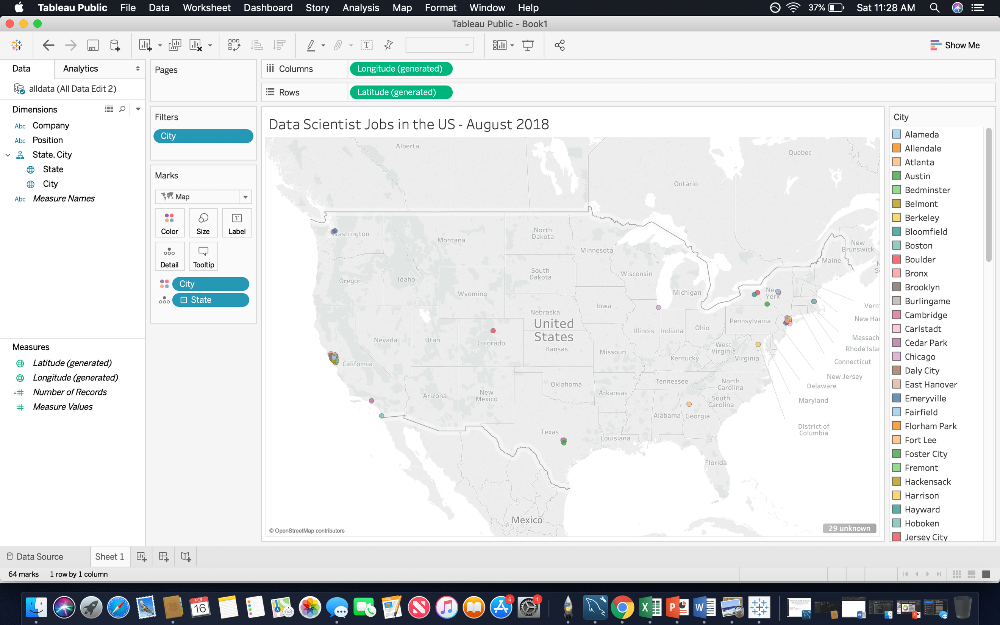 Tableau Public File Data Worksheet Dashboard Story Analysis Map Format Window Help 37% Sat 11:28 AM
Tableau Public - Book1
Show Me
Data Analytics
alldata (All Data Edit 2)
Dimensions
Abc Company
Abc Position
State, City
State
City
Abc Measure Names
Measures
Latitude (generated)
Longitude (generated)
Number of Records
Measure Values
Pages
Filters
City
Marks
Map
Color Size Label
Detail Tooltip
City
State
Columns Longitude (generated)
Rows Latitude (generated)
Data Scientist Jobs in the US - August 2018
Alberta
Quebec
Ontario
Washington
Montana
North
Dakota
Minnesota
New
Brunswick
Maine
Oregon
Idaho
South
Dakota
Wisconsin
Wyoming
Michigan
New
York
Iowa
Nebraska
Verm
New Ha
Pennsylvania
United
States
Illinois Indiana Ohio
Massach
Nevada
Utah
Colorado
Kansas
Missouri
West
Virginia
Rhode Islar
Kentucky
Virginia
Connecticut
California
New Jersey
Oklahoma
Tennessee
North
Carolina
Delaware
Arizona
New
Mexico
Arkansas
South
Carolina
Maryland
Alabama Georgia
District of
Columbia
Texas
Louisiana
Florida
Mexico
© OpenStreetMap contributors
29 unknown
City
Alameda
Allendale
Atlanta
Austin
Bedminster
Belmont
Berkeley
Bloomfield
Boston
Boulder
Bronx
Brooklyn
Burlingame
Cambridge
Carlstadt
Cedar Park
Chicago
Daly City
East Hanover
Emeryville
Fairfield
Florham Park
Fort Lee
Foster City
Fremont
Hackensack
Harrison
Hayward
Hoboken
Jersey City
Data Source Sheet 1
64 marks 1 row by 1 column
FEB
16
3D
PAGES
5
1